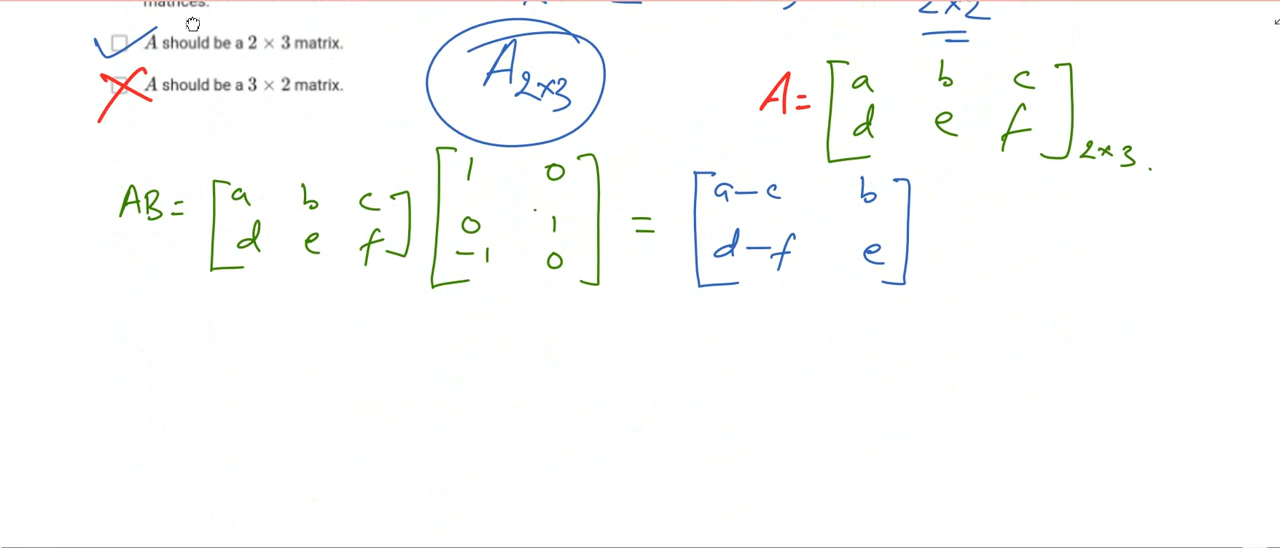 matrices.
2×2
A should be a 2 × 3 matrix.
A should be a 3 × 2 matrix.
A2×3
A= [a b c
d e f]2×3.
AB= [a b c
d e f] [1 0
0 1
-1 0] = [a-c b
d-f e]